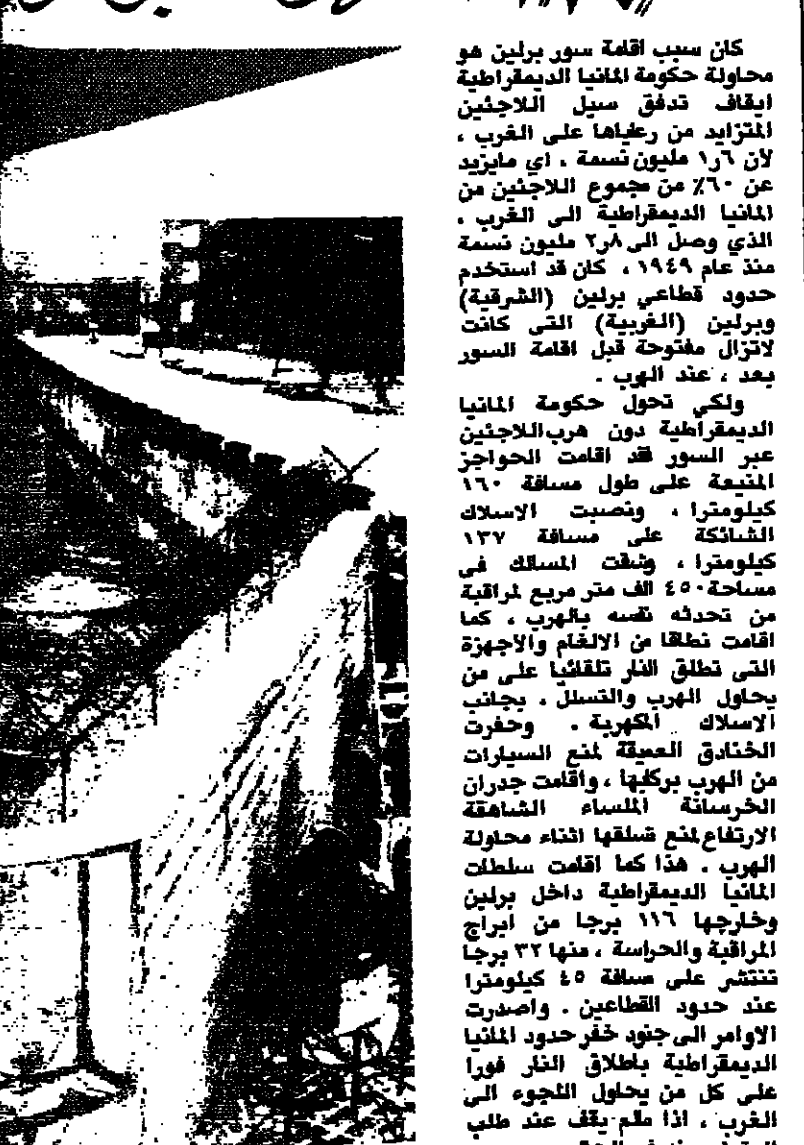 كان سبب اقامة سور برلين هو
محاولة حكومة المانيا الديمقراطية
ايقاف تدفق سيل اللاجئين
المتزايد من رعاياها على الغرب ،
لأن ٦ر١ مليون نسمة ، اي مايزيد
عن ٦٠٪ من مجموع اللاجئين من
المانيا الديمقراطية الى الغرب ،
الذي وصل الى ٨ر٢ مليون نسمة
منذ عام ١٩٤٩ ، كان قد استخدم
حدود قطاعي برلين (الشرقية)
وبرلين (الغربية) التى كانت
لاتزال مفتوحة قبل اقامة السور
بعد ، عند الهرب .
ولكي تحول حكومة المانيا
الديمقراطية دون هرب اللاجئين
عبر السور فقد اقامت الحواجز
المنيعة على طول مسافة ١٦٠
كيلومترا ، ونصبت الاسلاك
الشائكة على مسافة ١٣٧
كيلومترا ، وشقت المسالك فى
مساحة ٤٥٠ الف متر مربع لمراقبة
من تحدثه نفسه بالهرب ، كما
اقامت نطاقا من الالغام والاجهزة
التى تطلق النار تلقائيا على من
يحاول الهرب والتسلل . بجانب
الاسلاك المكهربة . وحفرت
الخنادق العميقة لمنع السيارات
من الهرب بركابها ، واقامت جدران
الخرسانة الملساء الشاهقة
الارتفاع لمنع تسلقها اثناء محاولة
الهرب . هذا كما اقامت سلطات
المانيا الديمقراطية داخل برلين
وخارجها ١١٦ برجا من ابراج
المراقبة والحراسة ، منها ٣٢ برجا
تنتشر على مسافة ٤٥ كيلومترا
عند حدود القطاعين . واصدرت
الاوامر الى جنود خفر حدود المانيا
الديمقراطية باطلاق النار فورا
على كل من يحاول اللجوء الى
الغرب ، اذا مالم يقف عند طلب